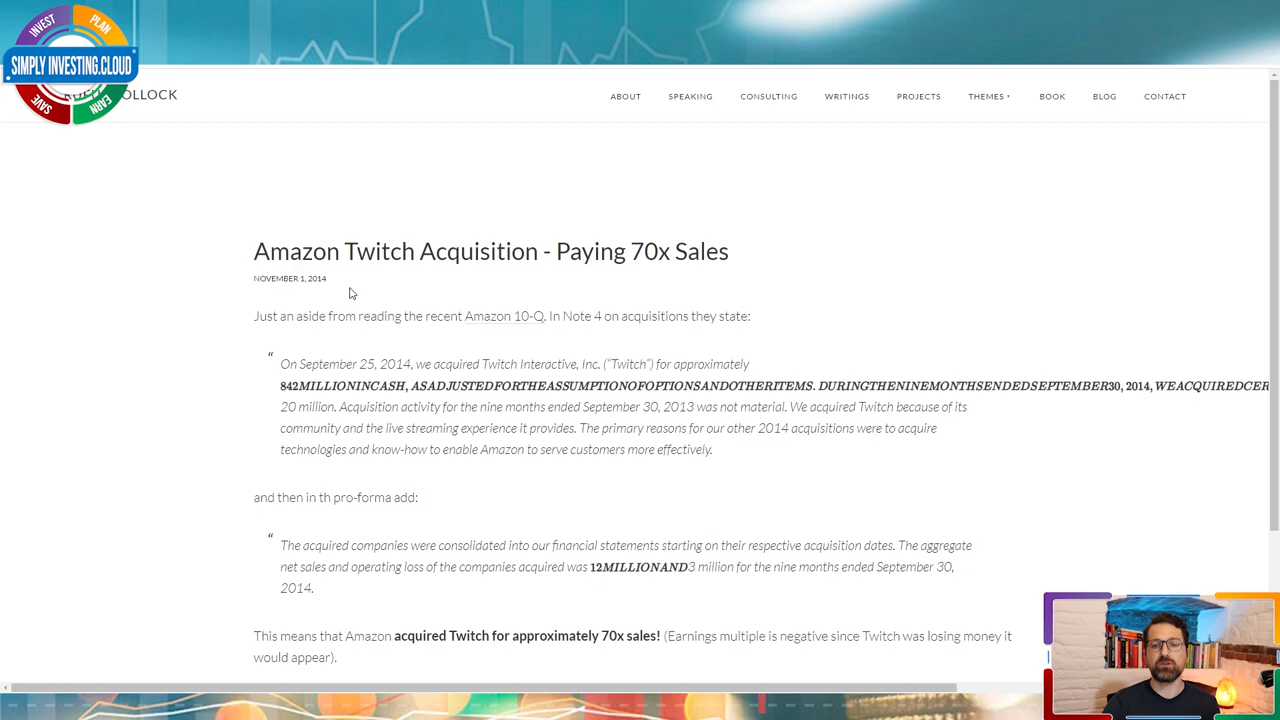 INVEST
PLAN
SIMPLY INVESTING.CLOUD
SAVE
EARN
OLLOCK
ABOUT SPEAKING CONSULTING WRITINGS PROJECTS THEMES BOOK BLOG CONTACT
Amazon Twitch Acquisition - Paying 70x Sales
NOVEMBER 1, 2014
Just an aside from reading the recent Amazon 10-Q. In Note 4 on acquisitions they state:
“ On September 25, 2014, we acquired Twitch Interactive, Inc. (“Twitch”) for approximately
842MILLIONINCASH, ASADJUSTEDFORTHEASSUMPTIONOFOPTIONSANDOTHERITEMS. DURINGTHENINEMONTHSENDEDSEPTEMBER30, 2014, WEACQUIREDCER
20 million. Acquisition activity for the nine months ended September 30, 2013 was not material. We acquired Twitch because of its
community and the live streaming experience it provides. The primary reasons for our other 2014 acquisitions were to acquire
technologies and know-how to enable Amazon to serve customers more effectively.
and then in th pro-forma add:
“ The acquired companies were consolidated into our financial statements starting on their respective acquisition dates. The aggregate
net sales and operating loss of the companies acquired was 12MILLIONAND3 million for the nine months ended September 30,
2014.
This means that Amazon acquired Twitch for approximately 70x sales! (Earnings multiple is negative since Twitch was losing money it
would appear).